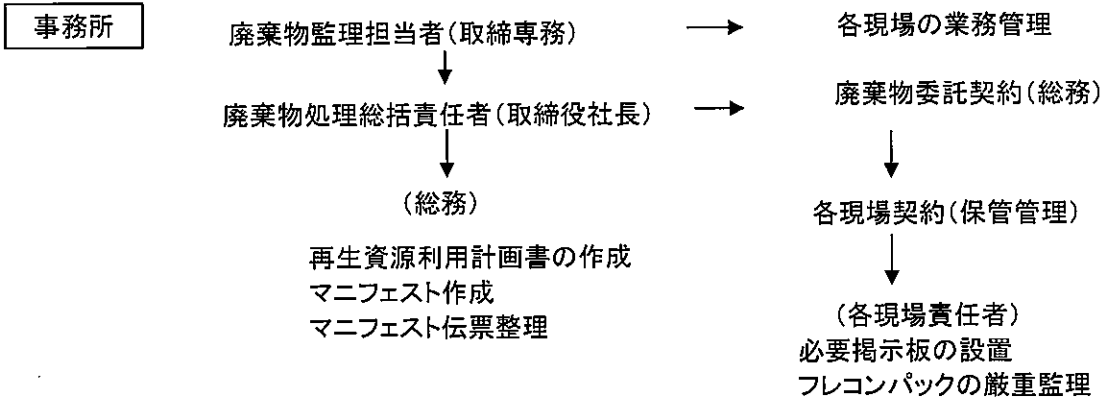 事務所
廃棄物監理担当者(取締専務) → 各現場の業務管理
廃棄物処理総括責任者(取締役社長) → 廃棄物委託契約(総務)
(総務)
再生資源利用計画書の作成
マニフェスト作成
マニフェスト伝票整理
各現場契約(保管管理)
(各現場責任者)
必要掲示板の設置
フレコンパックの厳重監理